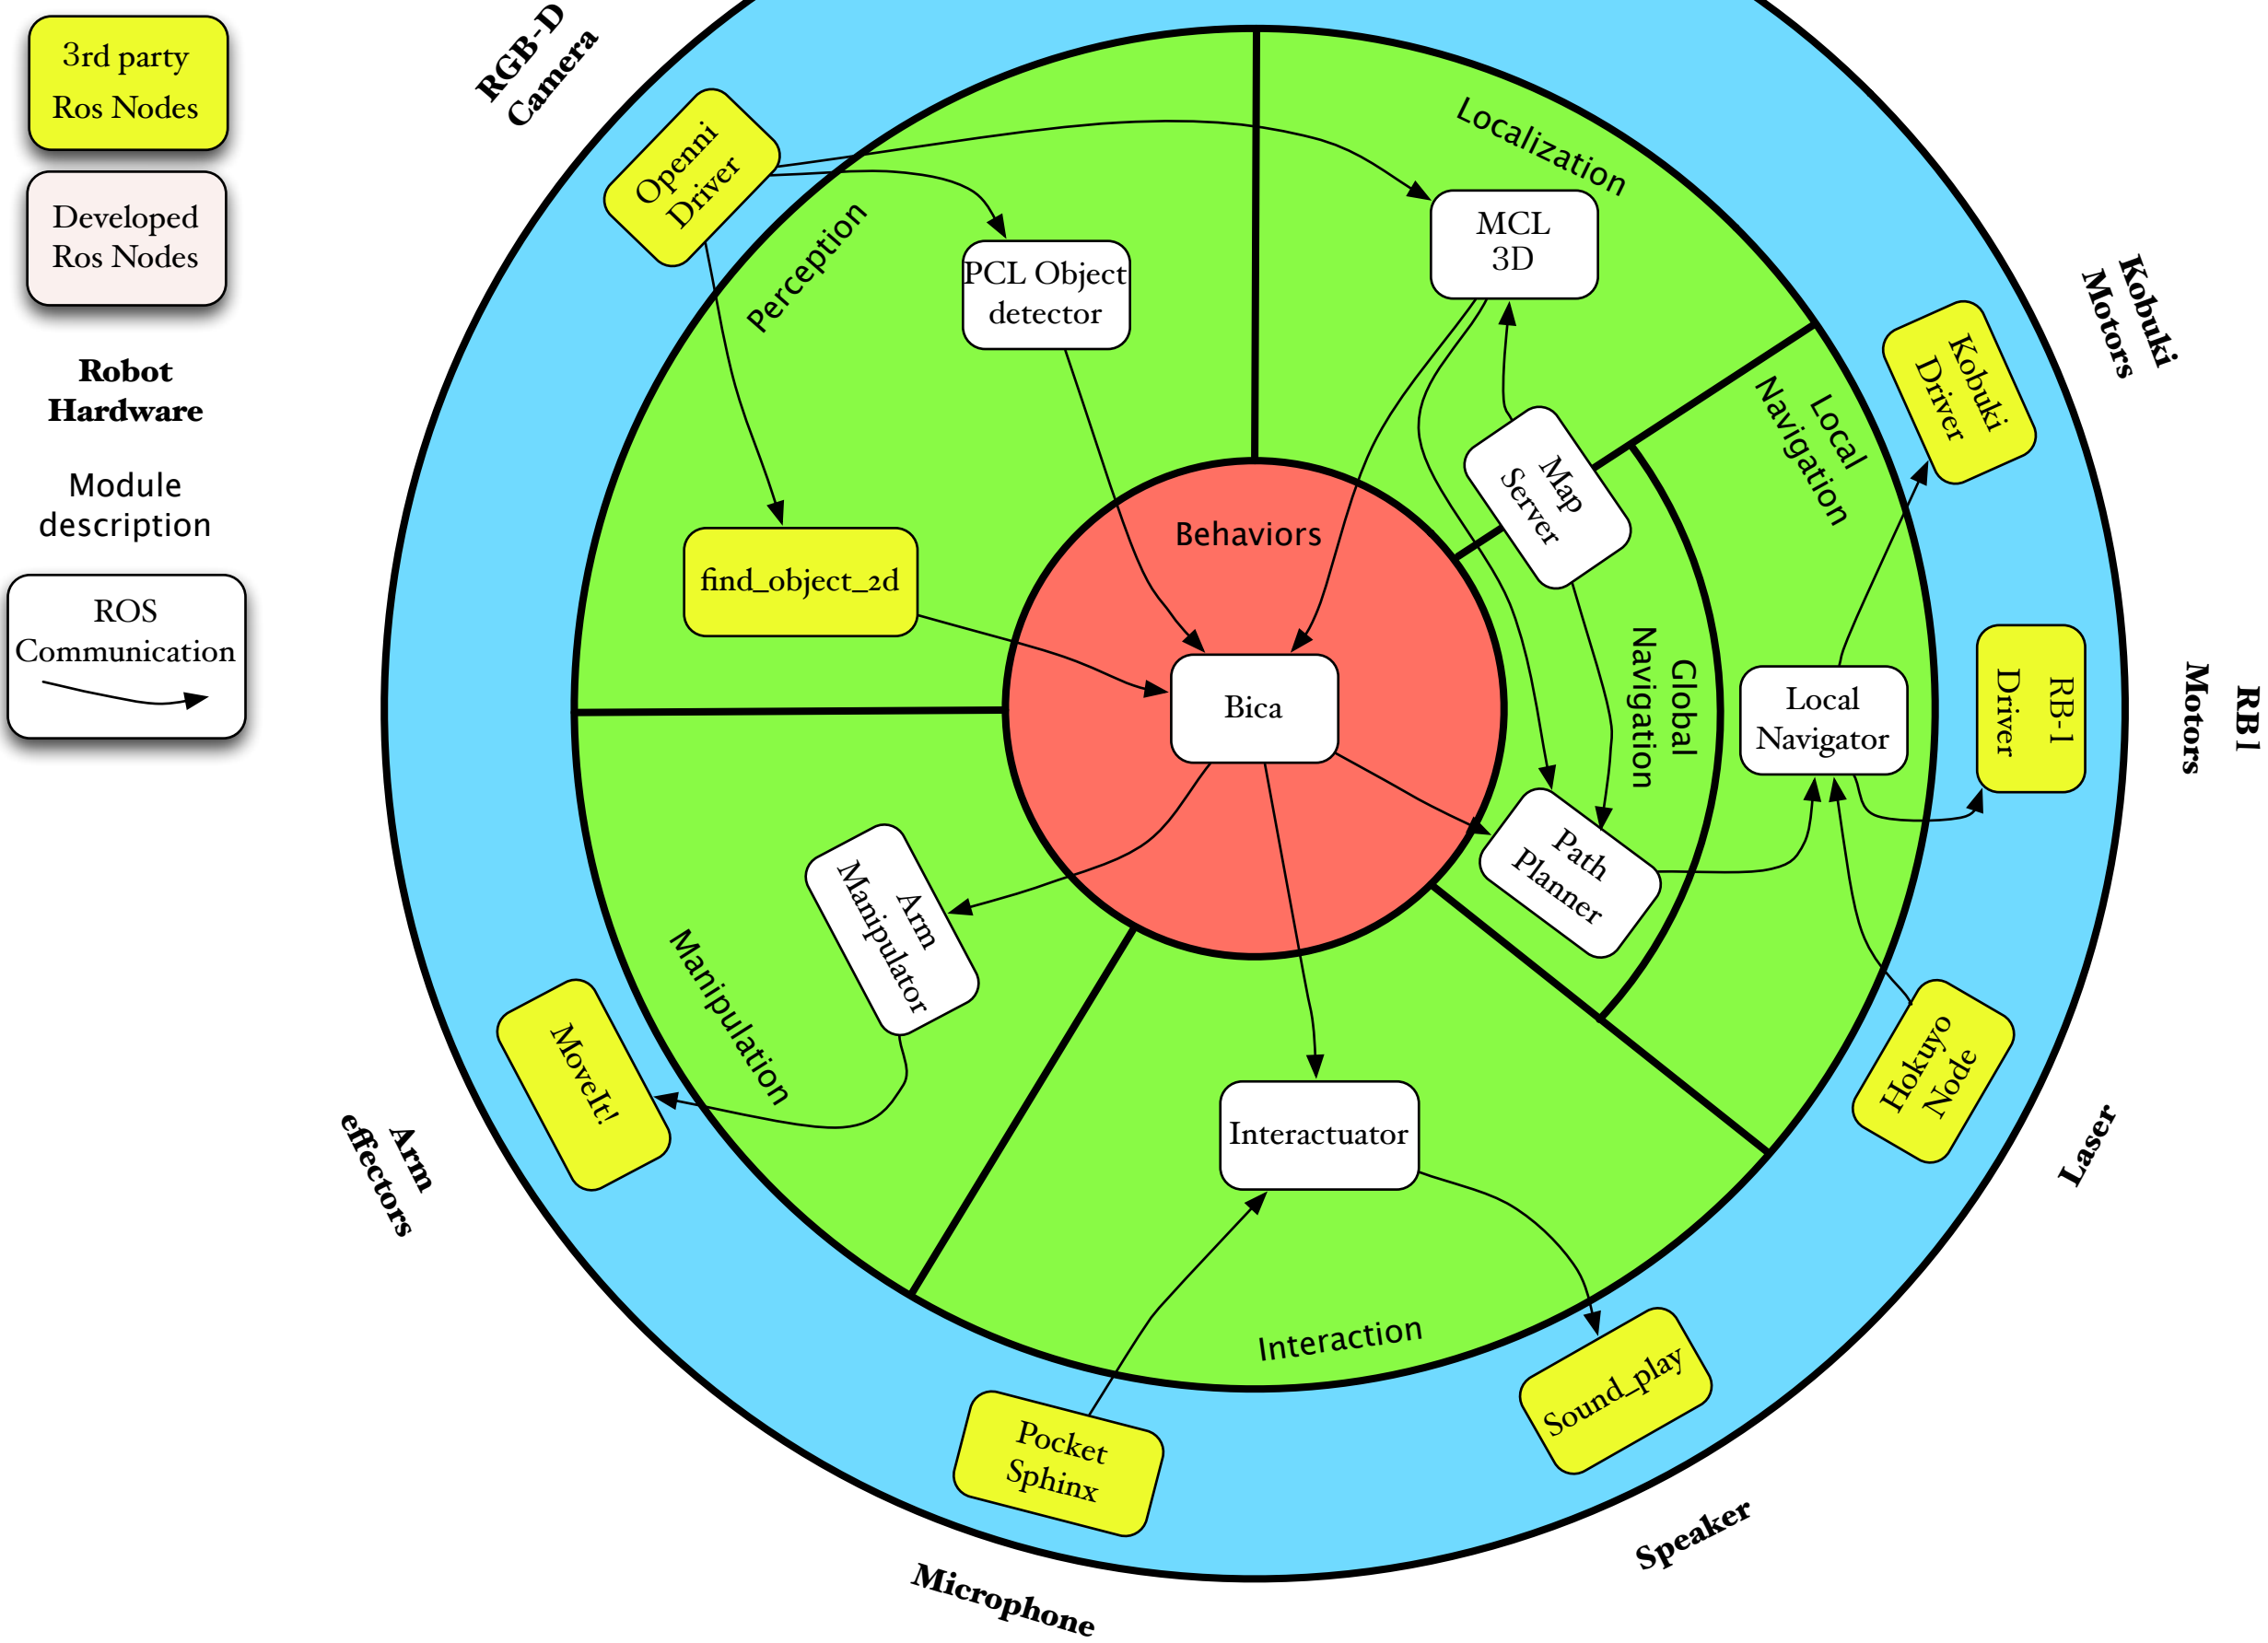 3rd party
Ros Nodes
Developed
Ros Nodes
Robot
Hardware
Module
description
ROS
Communication
RGB-D
Camera
Openni
Driver
Perception
PCL Object
detector
find_object_2d
Localization
MCL
3D
Map
Server
Local
Navigation
Kobuki
Driver
Kobuki
Motors
Behaviors
Bica
Global
Navigation
Path
Planner
Local
Navigator
RB-1
Driver
RB1
Motors
Hokuyo
Node
Laser
Arm
Manipulator
Manipulation
MoveIt!
Arm
effectors
Interactuator
Interaction
Sound_play
Speaker
Pocket
Sphinx
Microphone